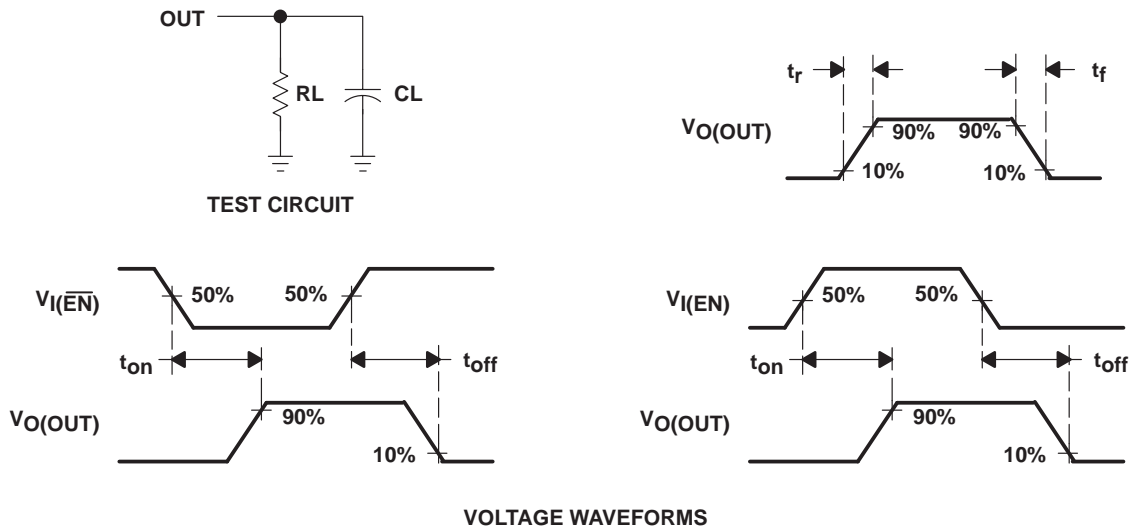 OUT
RL
CL
TEST CIRCUIT
tr
tf
VO(OUT)
90%
90%
10%
10%
VI(E̅N̅)
50%
50%
ton
toff
VO(OUT)
90%
10%
VI(EN)
50%
50%
ton
toff
VO(OUT)
90%
10%
VOLTAGE WAVEFORMS